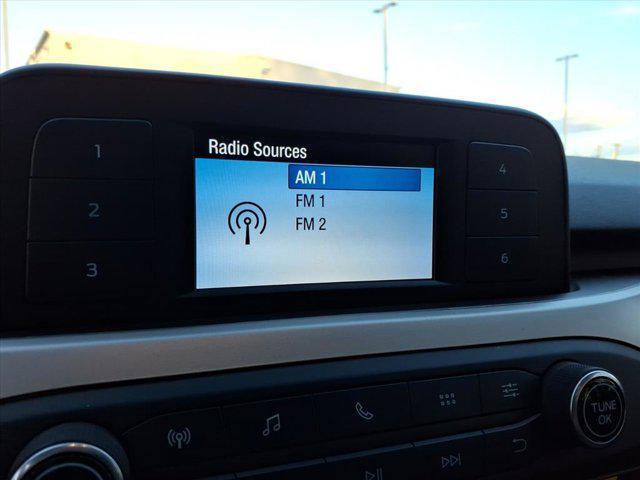 Radio Sources
AM 1
FM 1
FM 2
1
2
3
4
5
6
TUNE
OK